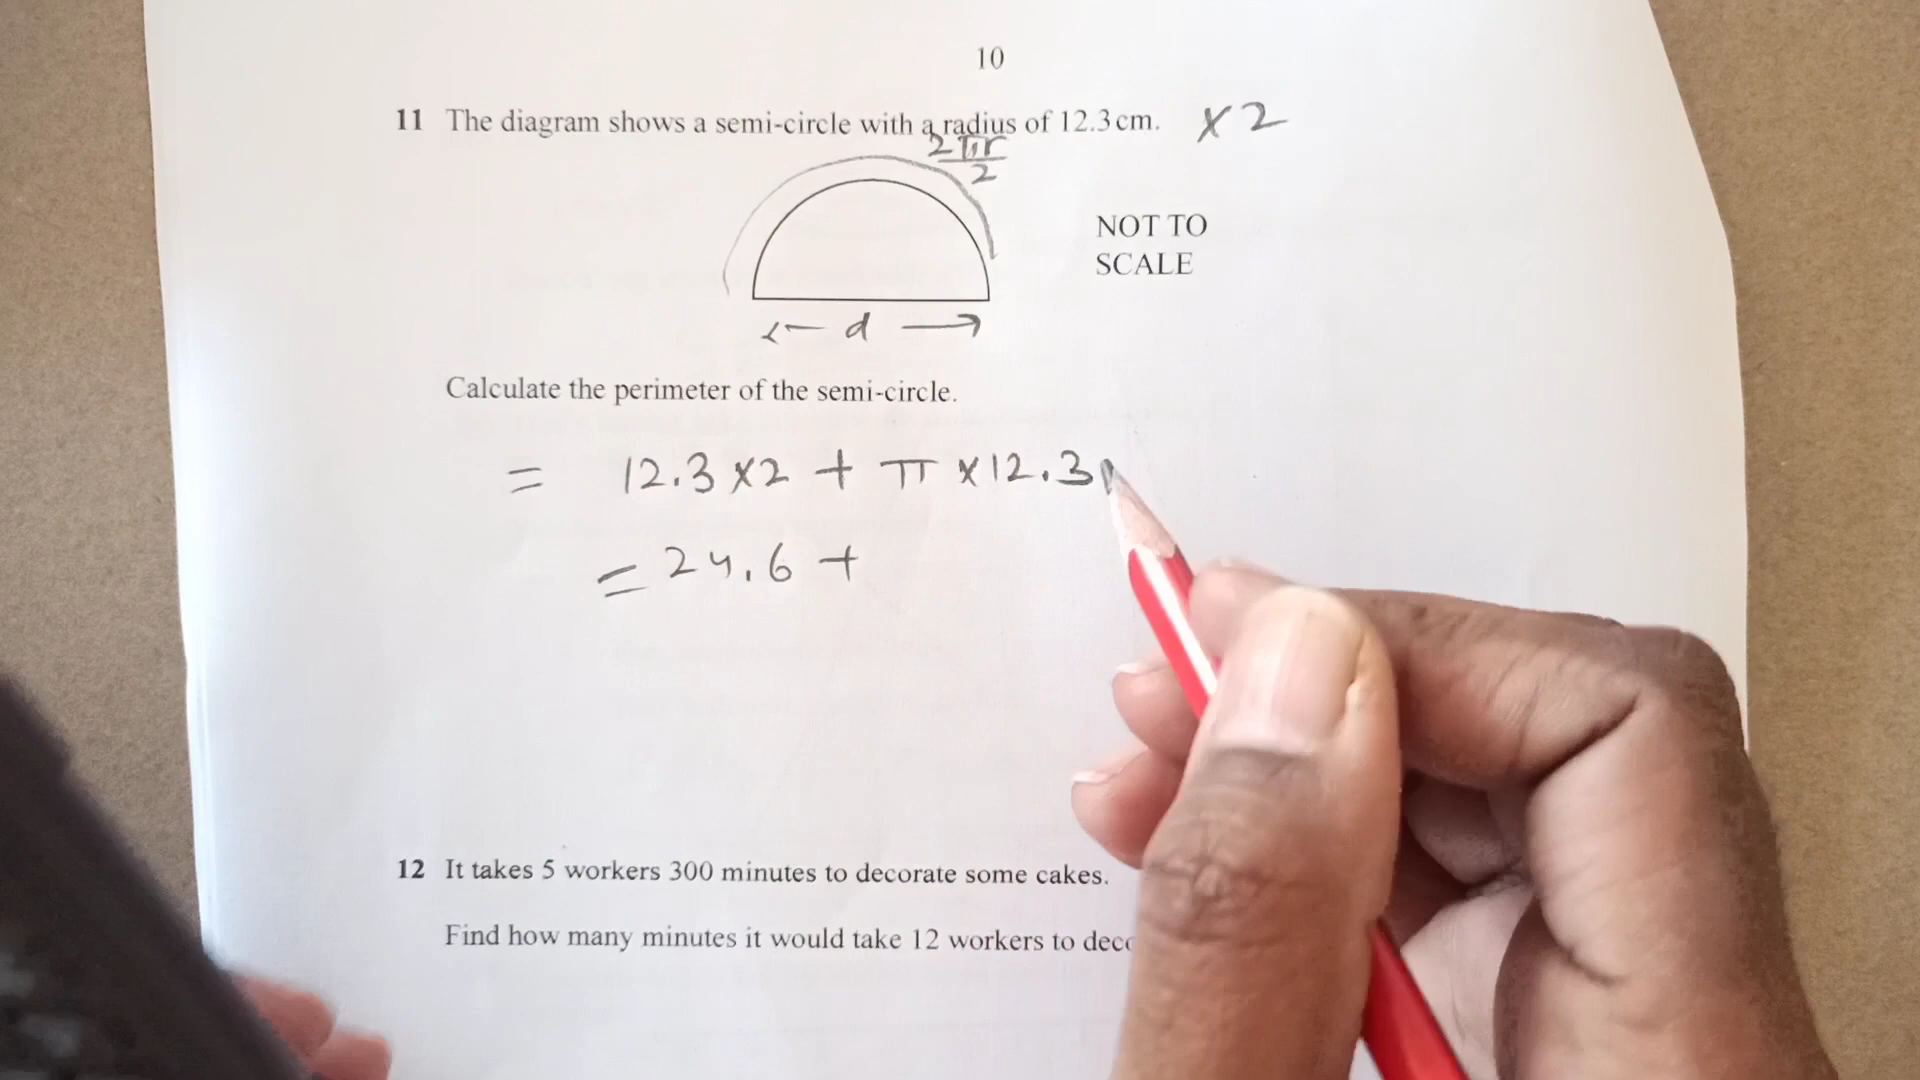 10
11 The diagram shows a semi-circle with a radius of 12.3 cm. × 2
2πr
2
NOT TO
SCALE
d
Calculate the perimeter of the semi-circle.
= 12.3 × 2 + π × 12.3
= 24.6 +
12 It takes 5 workers 300 minutes to decorate some cakes.
Find how many minutes it would take 12 workers to